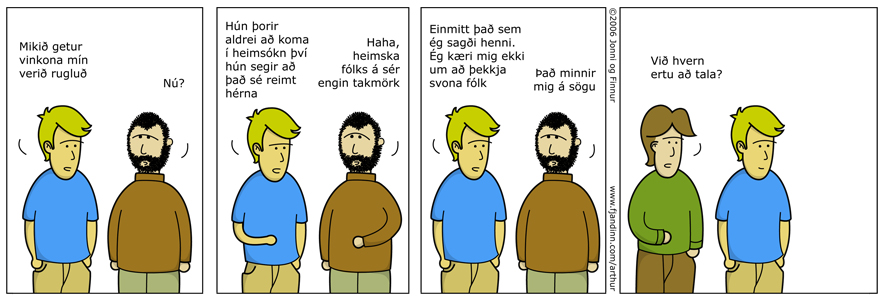 Mikið getur
vinkona mín
verið rugluð
Nú?
Hún þorir
aldrei að koma
í heimsókn því
hún segir að
það sé reimt
hérna
Haha,
heimska
fólks á sér
engin takmörk
Einmitt það sem
ég sagði henni.
Ég kæri mig ekki
um að þekkja
svona fólk
Það minnir
mig á sögu
©2006 Jonni og Finnur
www.fjandinn.com/arthur
Við hvern
ertu að tala?